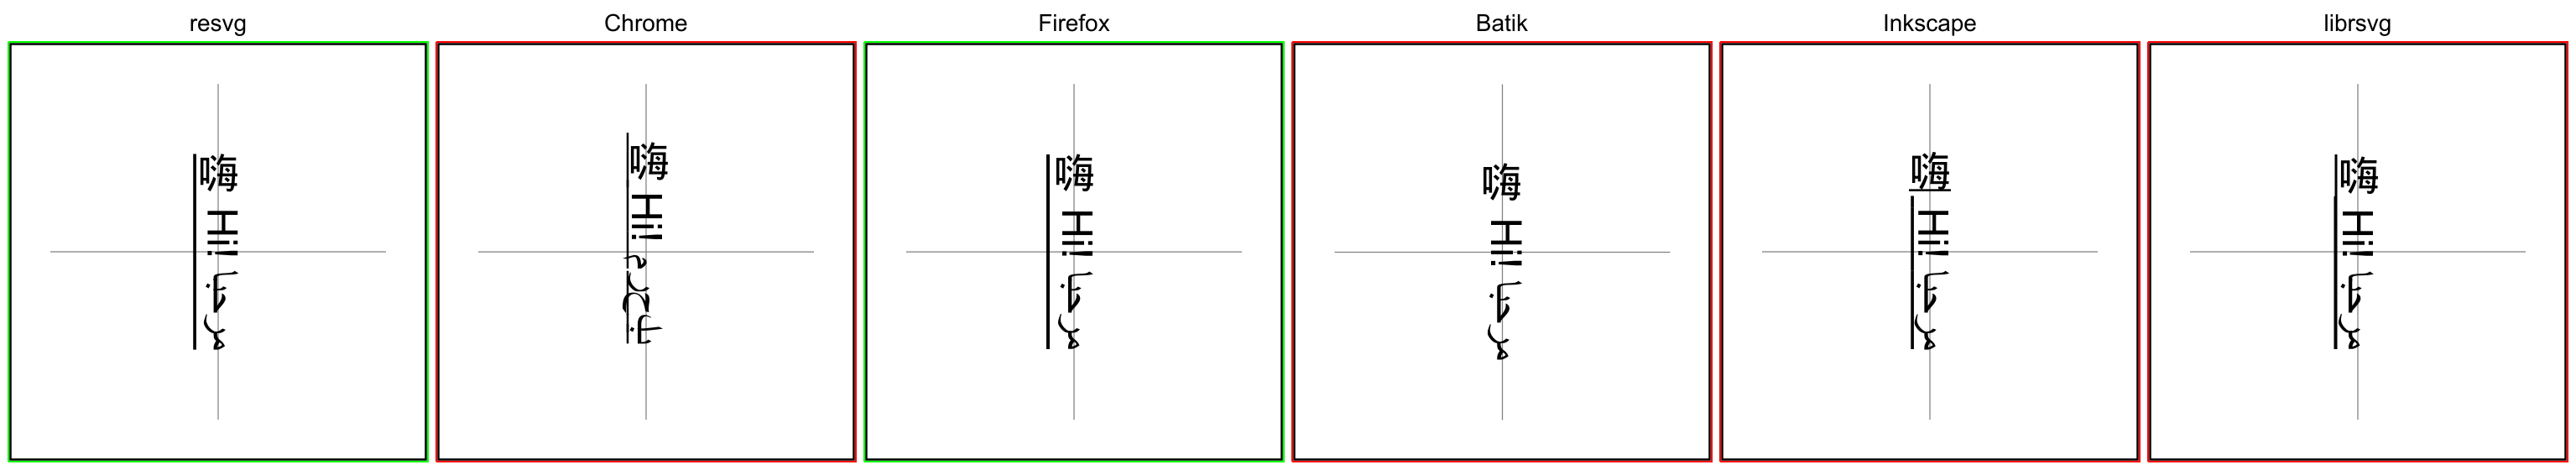 resvg
嗨 Hi! مرحبا
Chrome
嗨 Hi! مرحبا
Firefox
嗨 Hi! مرحبا
Batik
嗨 Hi! مرحبا
Inkscape
嗨 Hi! مرحبا
librsvg
嗨 Hi! مرحبا